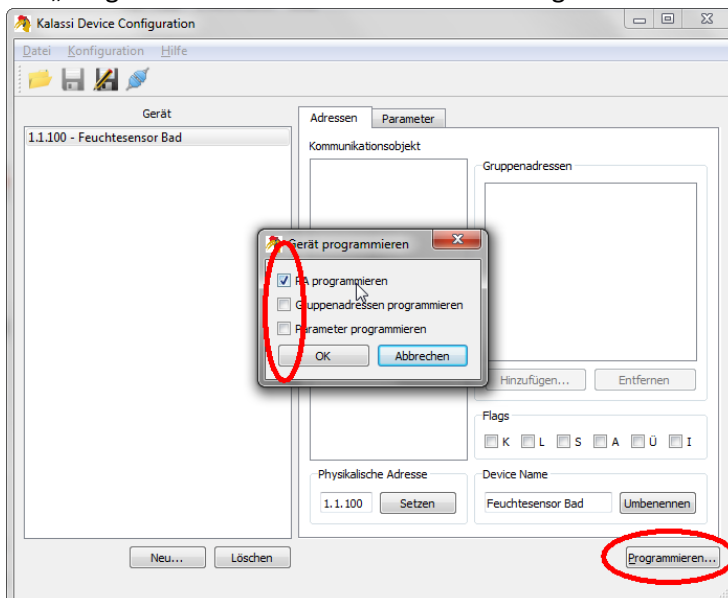 Kalassi Device Configuration
Datei Konfiguration Hilfe
Gerät
1.1.100 - Feuchtesensor Bad
Adressen Parameter
Kommunikationsobjekt
Gruppenadressen
Gerät programmieren
PA programmieren
Gruppenadressen programmieren
Parameter programmieren
OK Abbrechen
Hinzufügen... Entfernen
Flags
K L S A Ü I
Physikalische Adresse
1.1.100 Setzen
Device Name
Feuchtesensor Bad Umbenennen
Neu... Löschen
Programmieren...